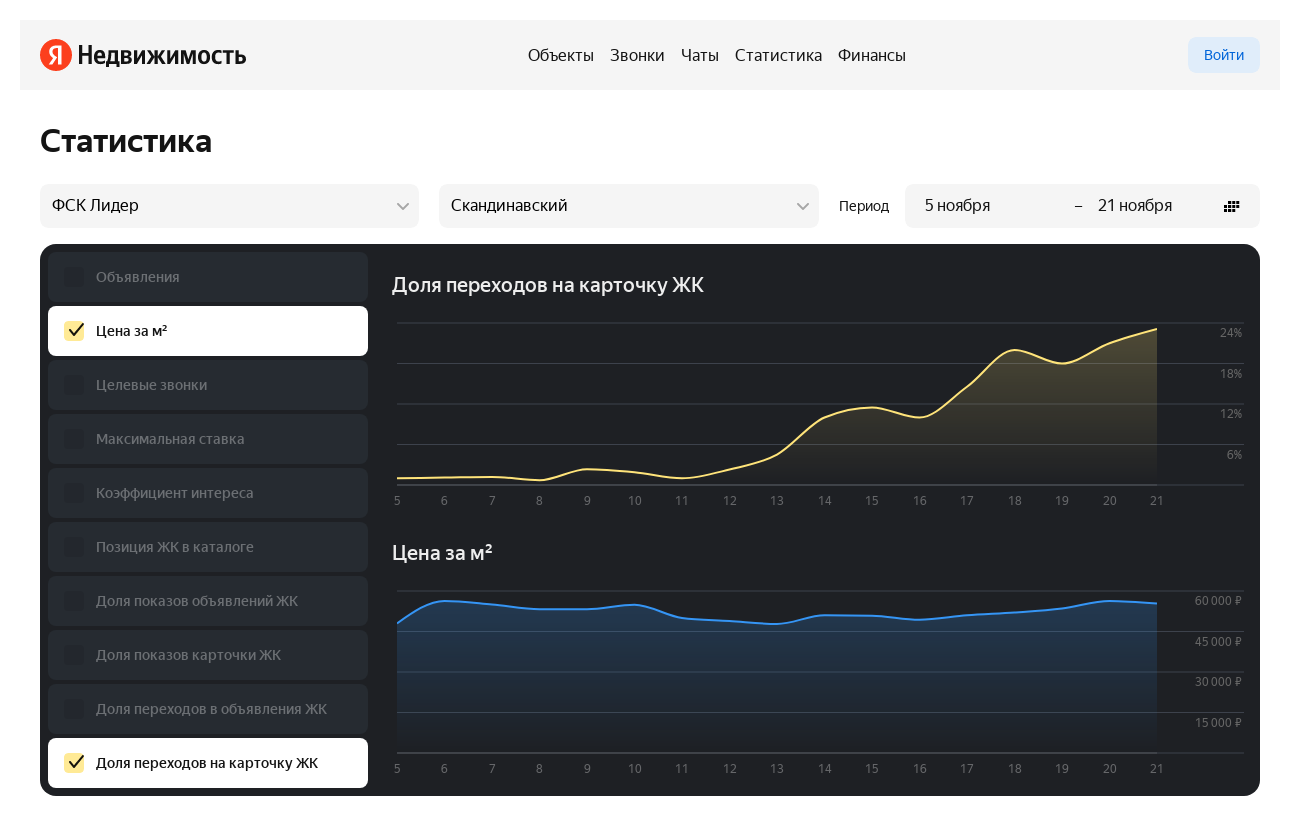 Я Недвижимость
Объекты Звонки Чаты Статистика Финансы
Войти
Статистика
ФСК Лидер
Скандинавский
Период
5 ноября – 21 ноября
Объявления
Цена за м²
Целевые звонки
Максимальная ставка
Коэффициент интереса
Позиция ЖК в каталоге
Доля показов объявлений ЖК
Доля показов карточки ЖК
Доля переходов в объявления ЖК
Доля переходов на карточку ЖК
Доля переходов на карточку ЖК
24%
18%
12%
6%
5 6 7 8 9 10 11 12 13 14 15 16 17 18 19 20 21
Цена за м²
60 000 ₽
45 000 ₽
30 000 ₽
15 000 ₽
5 6 7 8 9 10 11 12 13 14 15 16 17 18 19 20 21